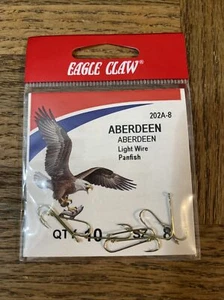 EAGLE CLAW®
202A-8
ABERDEEN
ABERDEEN
Light Wire
Panfish
QTY 10 SZ. 8